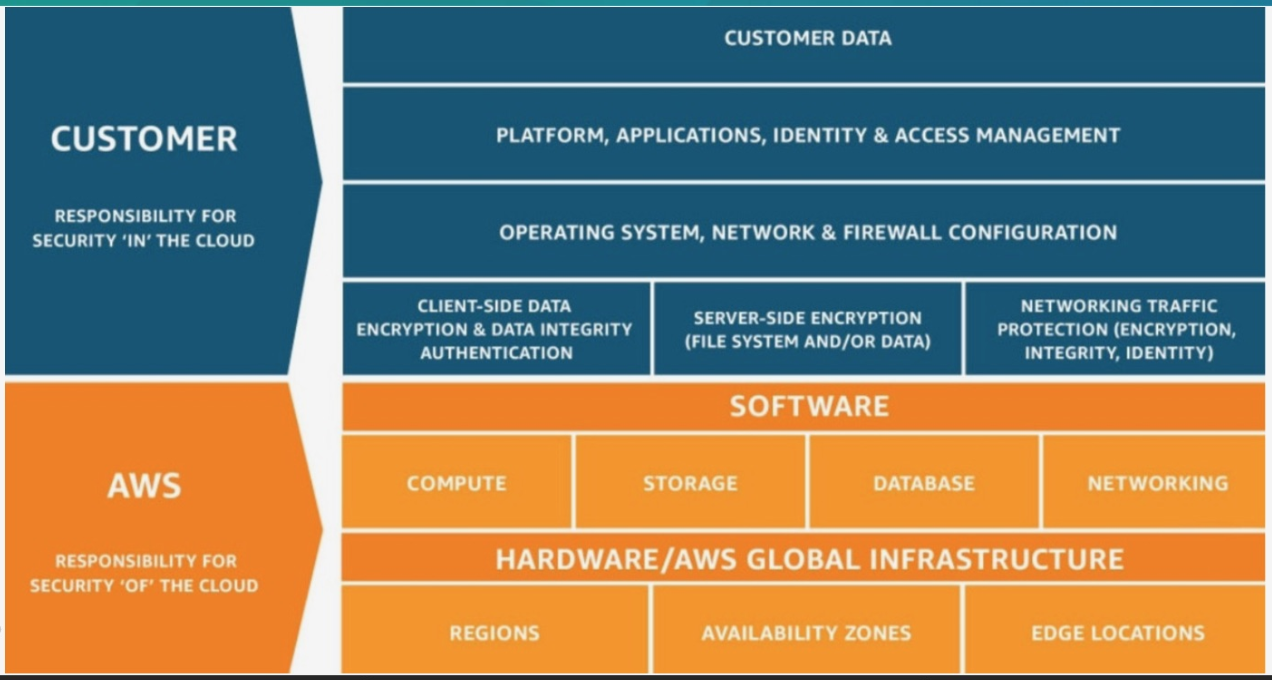 CUSTOMER DATA
CUSTOMER
RESPONSIBILITY FOR
SECURITY ‘IN’ THE CLOUD
PLATFORM, APPLICATIONS, IDENTITY & ACCESS MANAGEMENT
OPERATING SYSTEM, NETWORK & FIREWALL CONFIGURATION
CLIENT-SIDE DATA
ENCRYPTION & DATA INTEGRITY
AUTHENTICATION
SERVER-SIDE ENCRYPTION
(FILE SYSTEM AND/OR DATA)
NETWORKING TRAFFIC
PROTECTION (ENCRYPTION,
INTEGRITY, IDENTITY)
AWS
RESPONSIBILITY FOR
SECURITY ‘OF’ THE CLOUD
SOFTWARE
COMPUTE
STORAGE
DATABASE
NETWORKING
HARDWARE/AWS GLOBAL INFRASTRUCTURE
REGIONS
AVAILABILITY ZONES
EDGE LOCATIONS